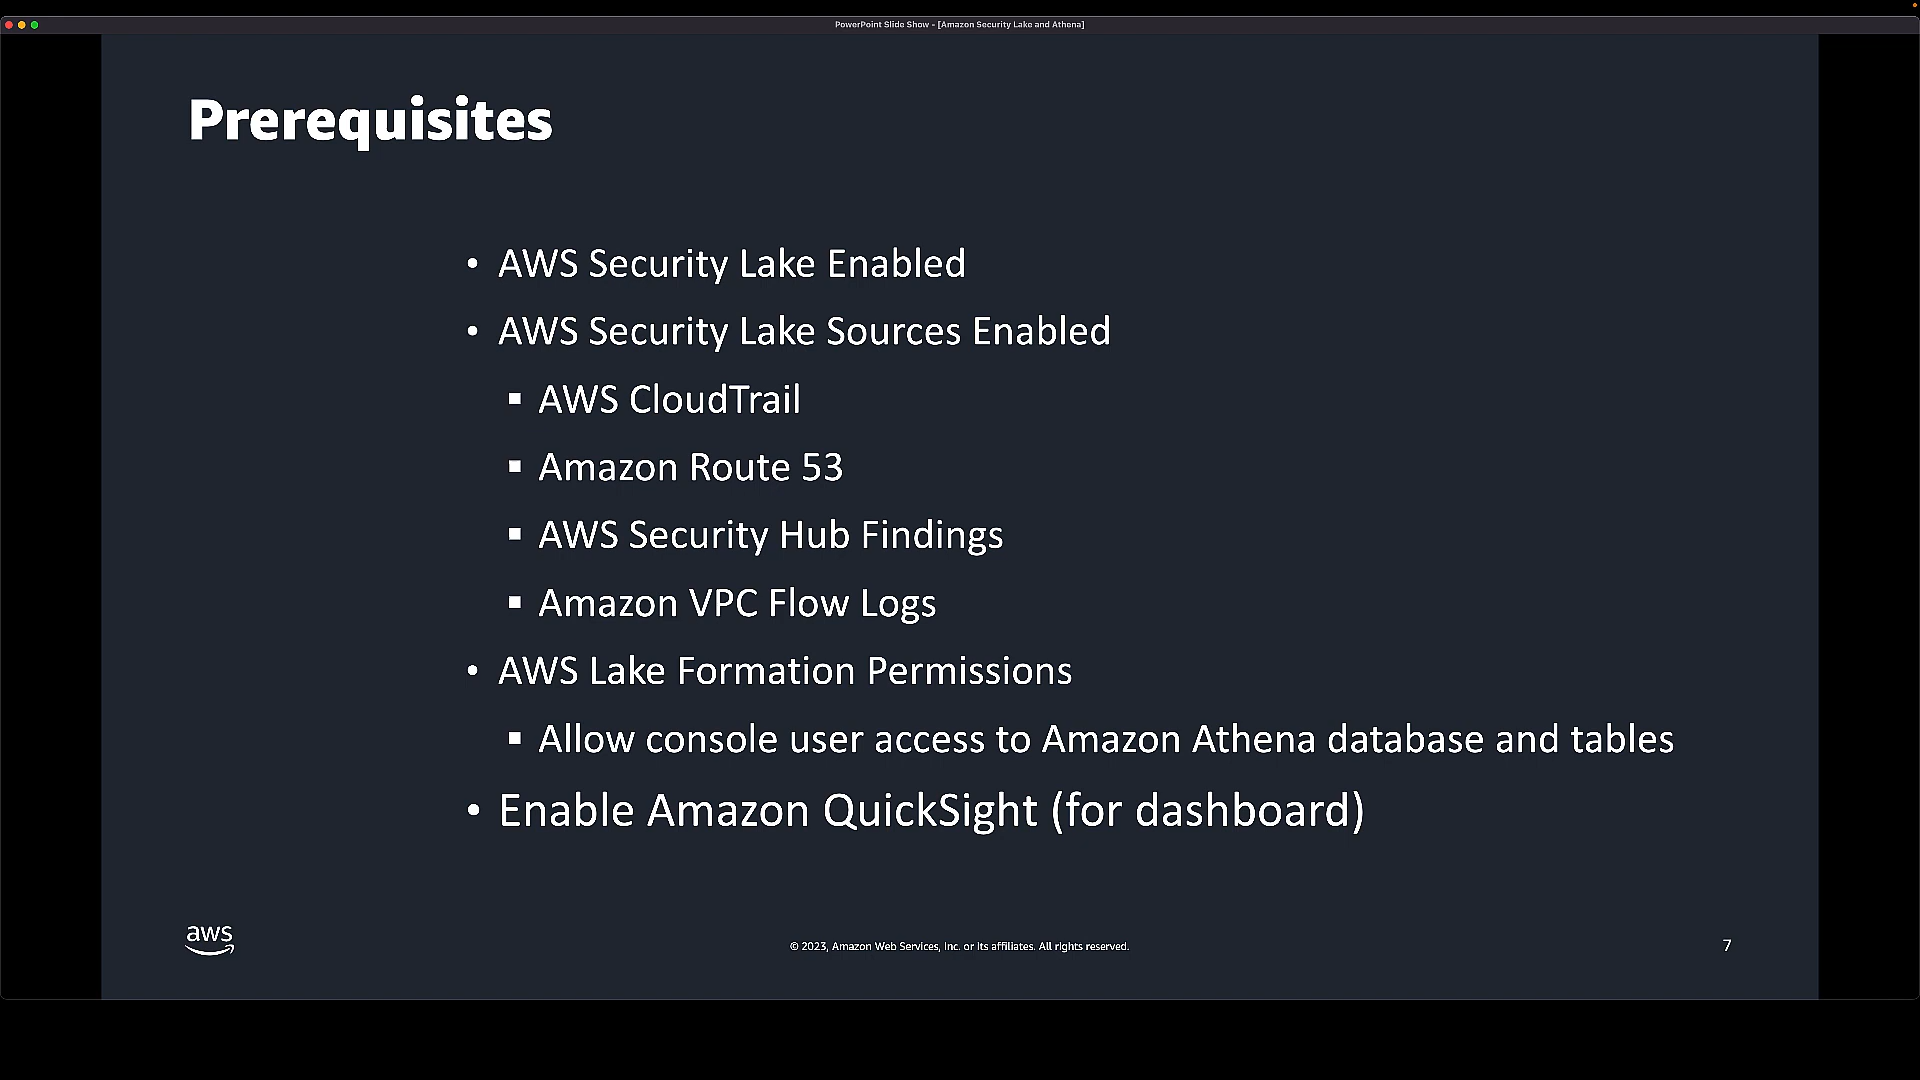 PowerPoint Slide Show - [Amazon Security Lake and Athena]
Prerequisites
• AWS Security Lake Enabled
• AWS Security Lake Sources Enabled
▪ AWS CloudTrail
▪ Amazon Route 53
▪ AWS Security Hub Findings
▪ Amazon VPC Flow Logs
• AWS Lake Formation Permissions
▪ Allow console user access to Amazon Athena database and tables
• Enable Amazon QuickSight (for dashboard)
aws
© 2023, Amazon Web Services, Inc. or its affiliates. All rights reserved.
7